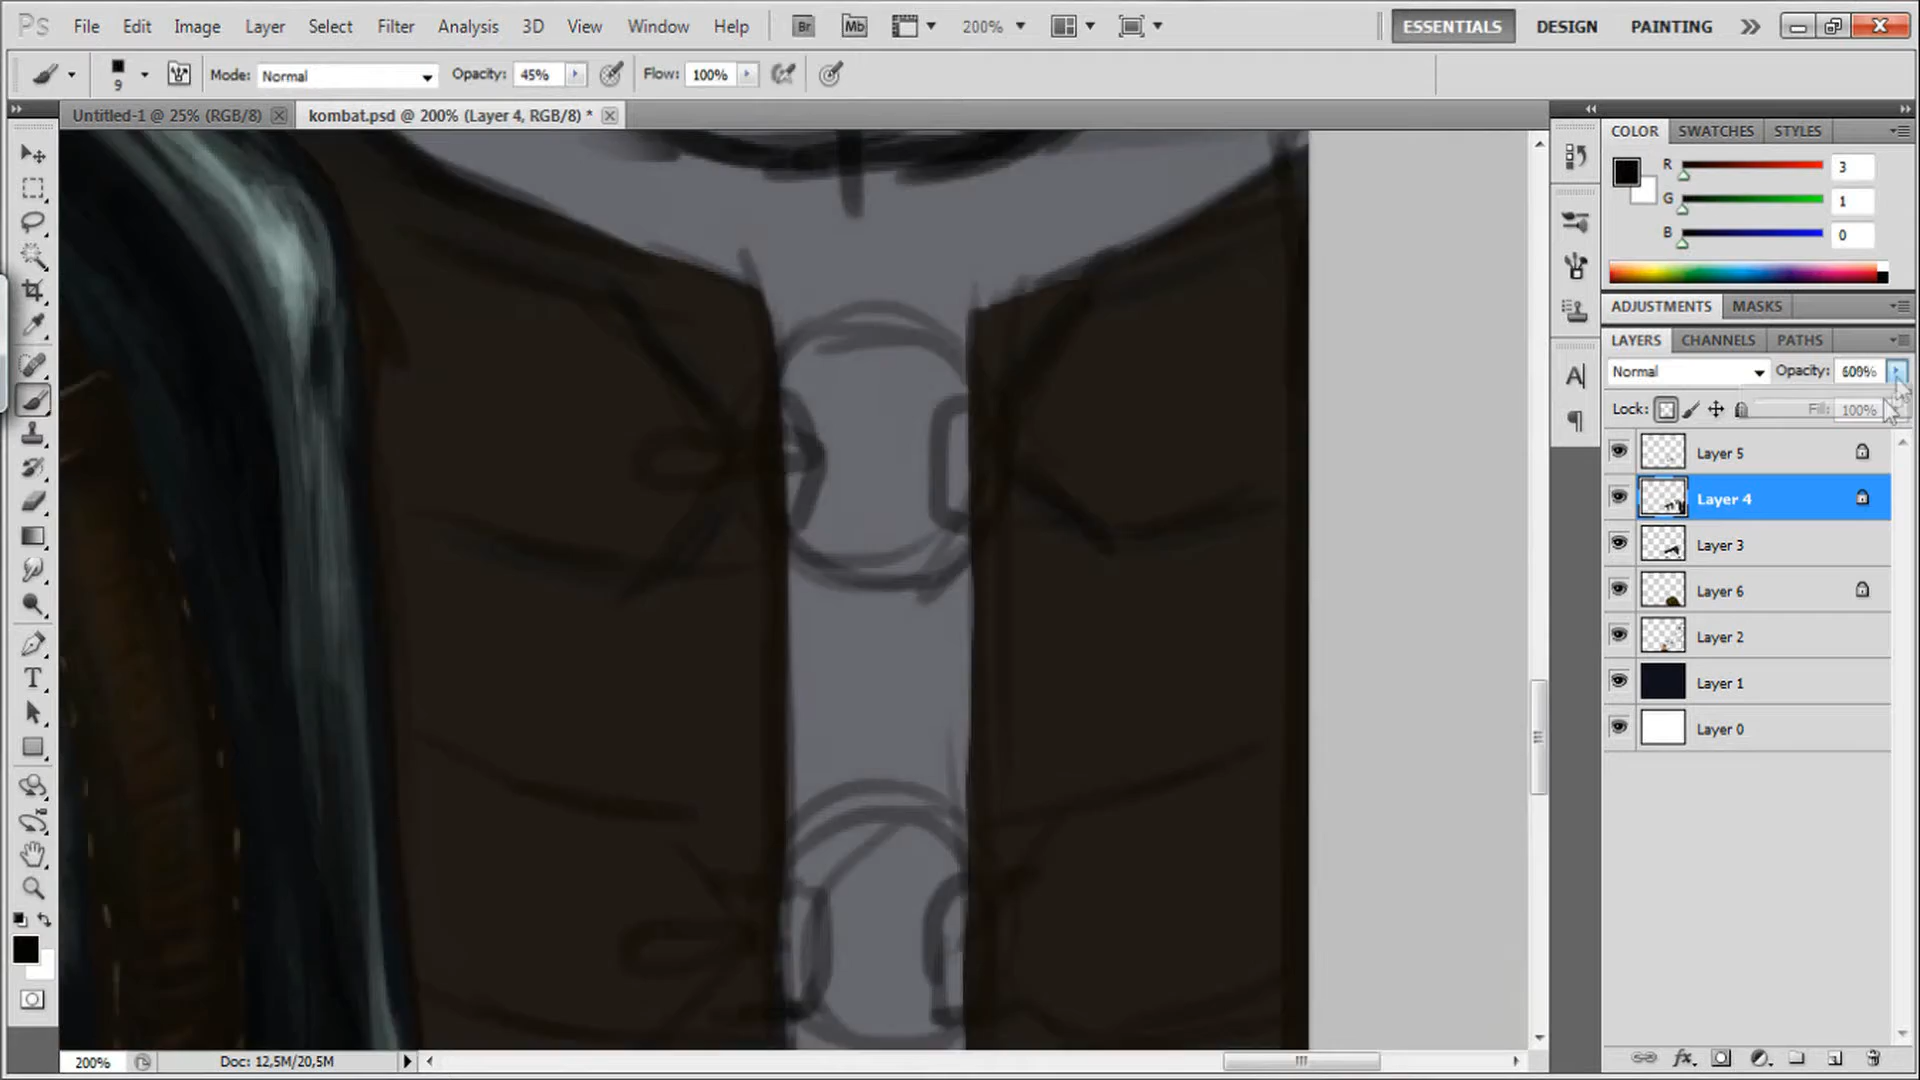 Ps File Edit Image Layer Select Filter Analysis 3D View Window Help Br Mb 200% ESSENTIALS DESIGN PAINTING
9 Mode: Normal Opacity: 45% Flow: 100%
Untitled-1 @ 25% (RGB/8) kombat.psd @ 200% (Layer 4, RGB/8) *
COLOR SWATCHES STYLES
R 3
G 1
B 0
ADJUSTMENTS MASKS
LAYERS CHANNELS PATHS
Normal Opacity:
Lock: Fill: 100%
Layer 5
Layer 4
Layer 3
Layer 6
Layer 2
Layer 1
Layer 0
200% Doc: 12,5M/20,5M